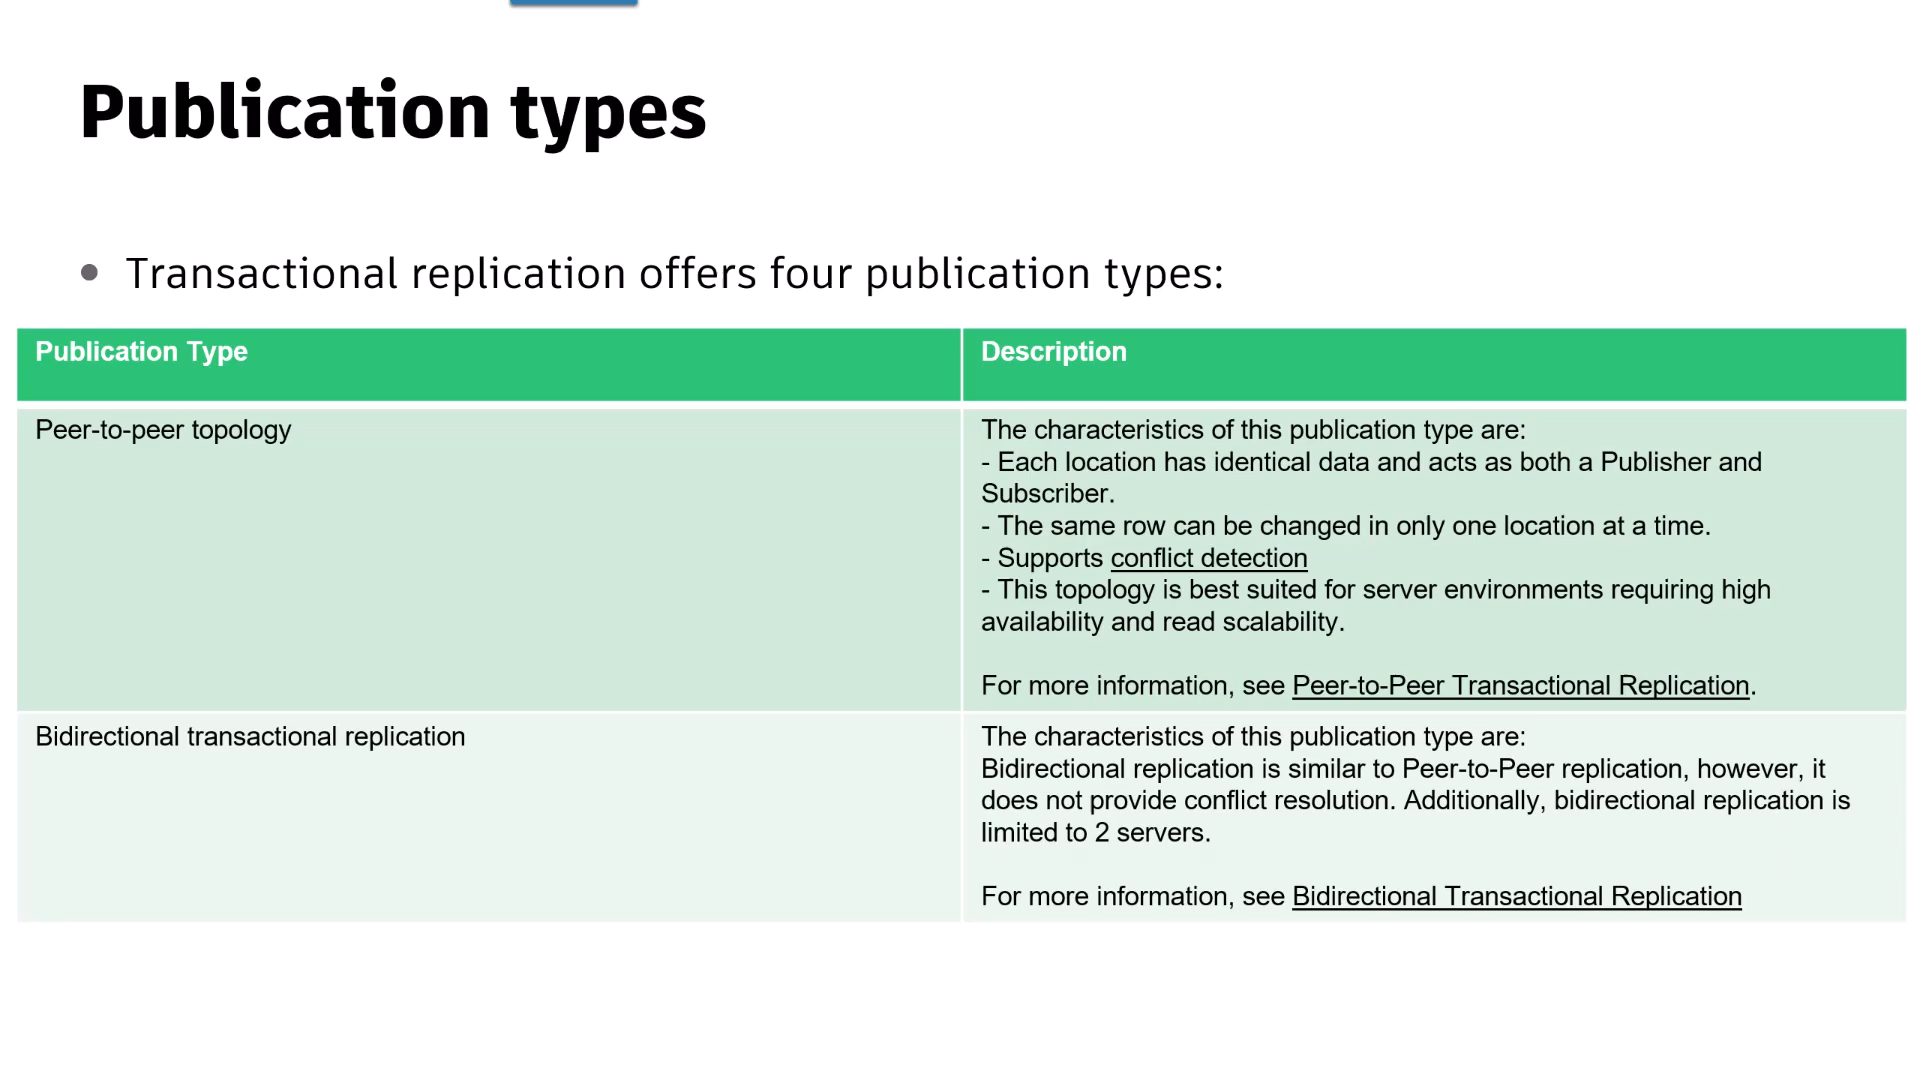 Publication types
• Transactional replication offers four publication types:
Publication Type
Description
Peer-to-peer topology
The characteristics of this publication type are:
- Each location has identical data and acts as both a Publisher and
Subscriber.
- The same row can be changed in only one location at a time.
- Supports conflict detection
- This topology is best suited for server environments requiring high
availability and read scalability.
For more information, see Peer-to-Peer Transactional Replication.
Bidirectional transactional replication
The characteristics of this publication type are:
Bidirectional replication is similar to Peer-to-Peer replication, however, it
does not provide conflict resolution. Additionally, bidirectional replication is
limited to 2 servers.
For more information, see Bidirectional Transactional Replication